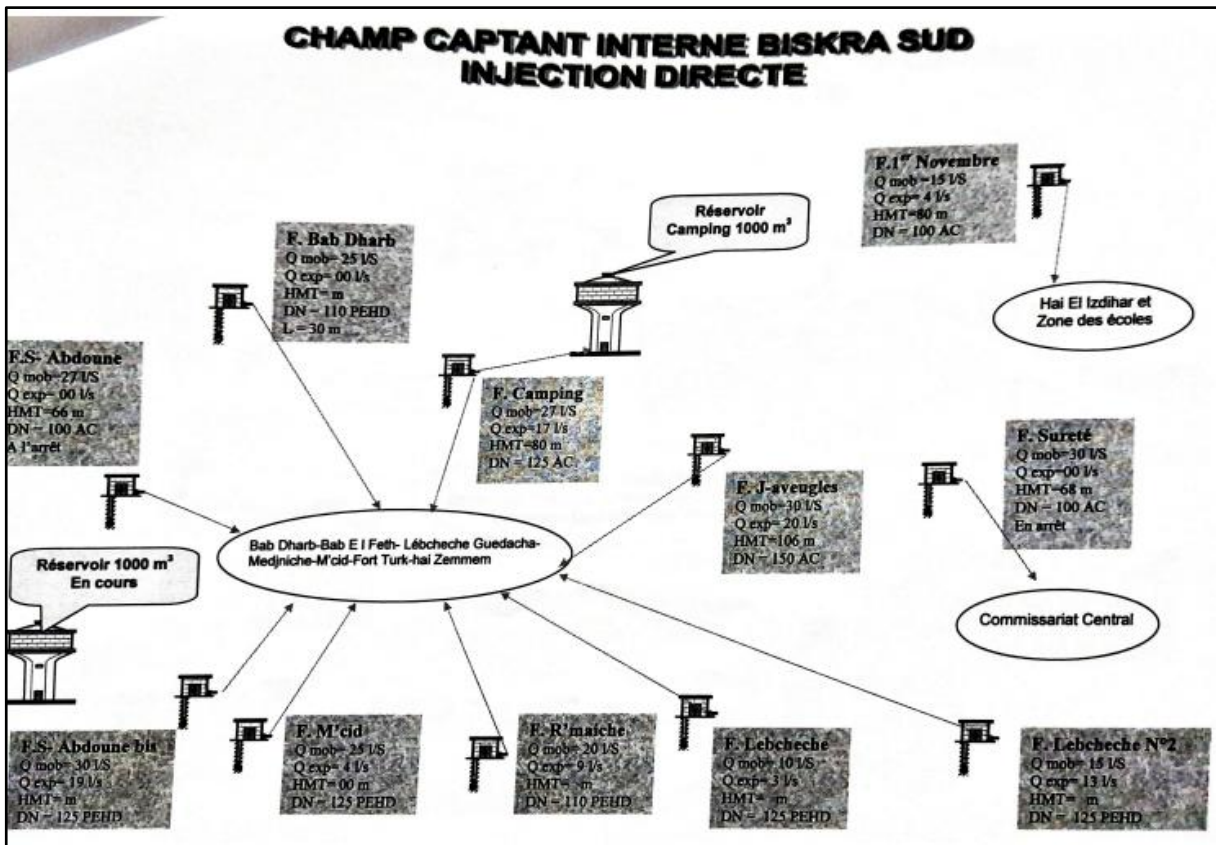 CHAMP CAPTANT INTERNE BISKRA SUD
INJECTION DIRECTE
F.1er Novembre
Q mob =15 l/S
Q exp= 4 l/s
HMT=80 m
DN = 100 AC
Réservoir
Camping 1000 m³
F. Bab Dharb
Q mob= 25 l/S
Q exp= 00 l/s
HMT= m
DN = 110 PEHD
L = 30 m
Hai El Izdihar et
Zone des écoles
F.S- Abdoune
Q mob=27 l/S
Q exp= 00 l/s
HMT=66 m
DN = 100 AC
A l'arrêt
F. Camping
Q mob=27 l/S
Q exp=17 l/s
HMT=80 m
DN = 125 AC
F. J-aveugles
Q mob=30 l/S
Q exp= 20 l/s
HMT=106 m
DN = 150 AC
F. Sureté
Q mob=30 l/S
Q exp=00 l/s
HMT=68 m
DN = 100 AC
En arrêt
Bab Dharb-Bab E l Feth- Lébcheche Guedacha-
Medjniche-M'cid-Fort Turk-hai Zemmem
Réservoir 1000 m³
En cours
Commissariat Central
F.S- Abdoune bis
Q mob= 30 l/S
Q exp= 19 l/s
HMT= m
DN = 125 PEHD
F. M'cid
Q mob= 25 l/S
Q exp= 4 l/s
HMT= 00 m
DN = 125 PEHD
F. R'maiche
Q mob= 20 l/S
Q exp= 9 l/s
HMT= m
DN = 110 PEHD
F. Lebcheche
Q mob= 10 l/S
Q exp= 3 l/s
HMT= m
DN = 125 PEHD
F. Lebcheche N°2
Q mob= 15 l/S
Q exp= 13 l/s
HMT= m
DN = 125 PEHD